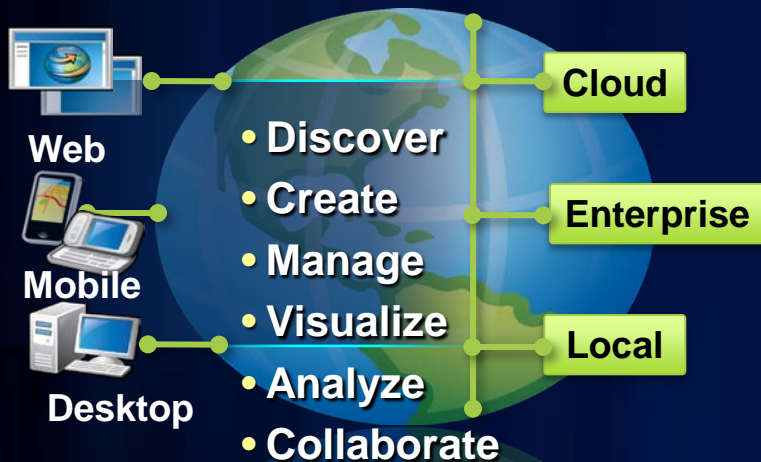 Web
Mobile
Desktop
• Discover
• Create
• Manage
• Visualize
• Analyze
• Collaborate
Cloud
Enterprise
Local